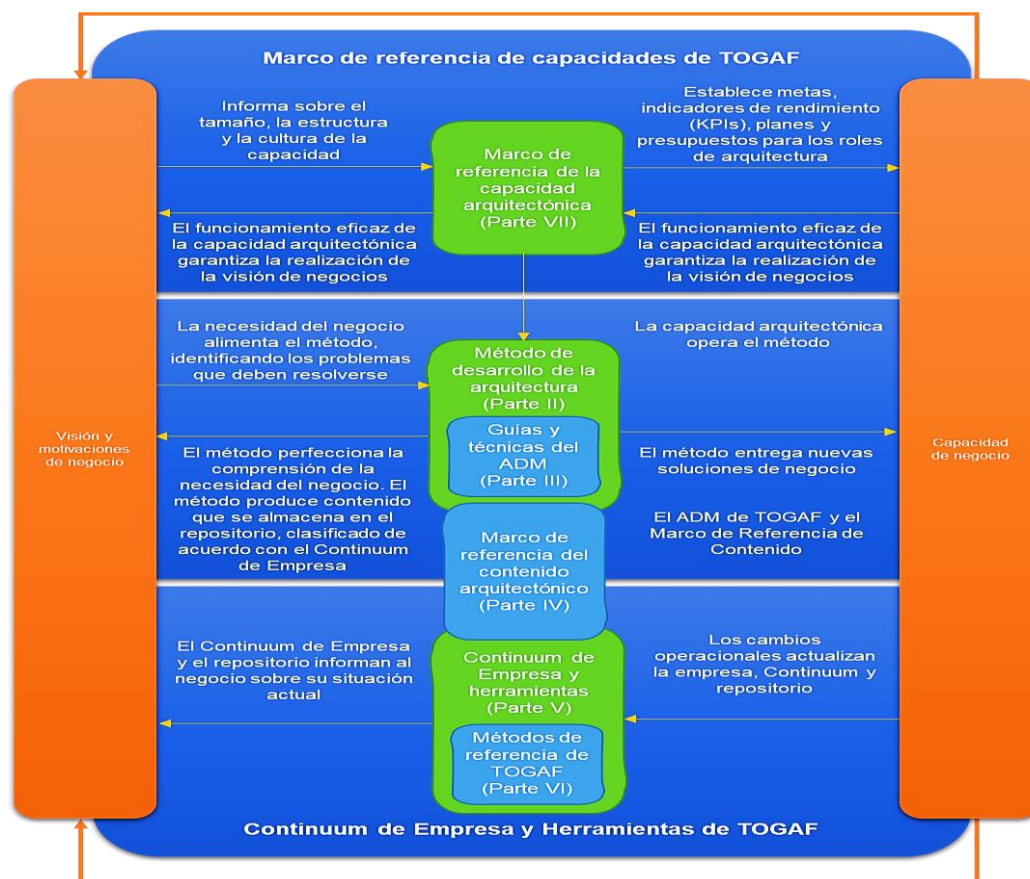 Marco de referencia de capacidades de TOGAF
Informa sobre el
tamaño, la estructura
y la cultura de la
capacidad
Marco de
referencia de la
capacidad
arquitectónica
(Parte VII)
Establece metas,
indicadores de rendimiento
(KPIs), planes y
presupuestos para los roles
de arquitectura
El funcionamiento eficaz de
la capacidad arquitectónica
garantiza la realización de
la visión de negocios
El funcionamiento eficaz de
la capacidad arquitectónica
garantiza la realización de
la visión de negocios
La necesidad del negocio
alimenta el método,
identificando los problemas
que deben resolverse
Método de
desarrollo de la
arquitectura
(Parte II)
La capacidad arquitectónica
opera el método
Visión y
motivaciones
de negocio
Guías y
técnicas del
ADM
(Parte III)
Capacidad
de negocio
El método perfecciona la
comprensión de la
necesidad del negocio. El
método produce contenido
que se almacena en el
repositorio, clasificado de
acuerdo con el Continuum
de Empresa
El método entrega nuevas
soluciones de negocio
El ADM de TOGAF y el
Marco de Referencia de
Contenido
Marco de
referencia del
contenido
arquitectónico
(Parte IV)
El Continuum de Empresa
y el repositorio informan al
negocio sobre su situación
actual
Continuum de
Empresa y
herramientas
(Parte V)
Los cambios
operacionales actualizan
la empresa, Continuum y
repositorio
Métodos de
referencia de
TOGAF
(Parte VI)
Continuum de Empresa y Herramientas de TOGAF